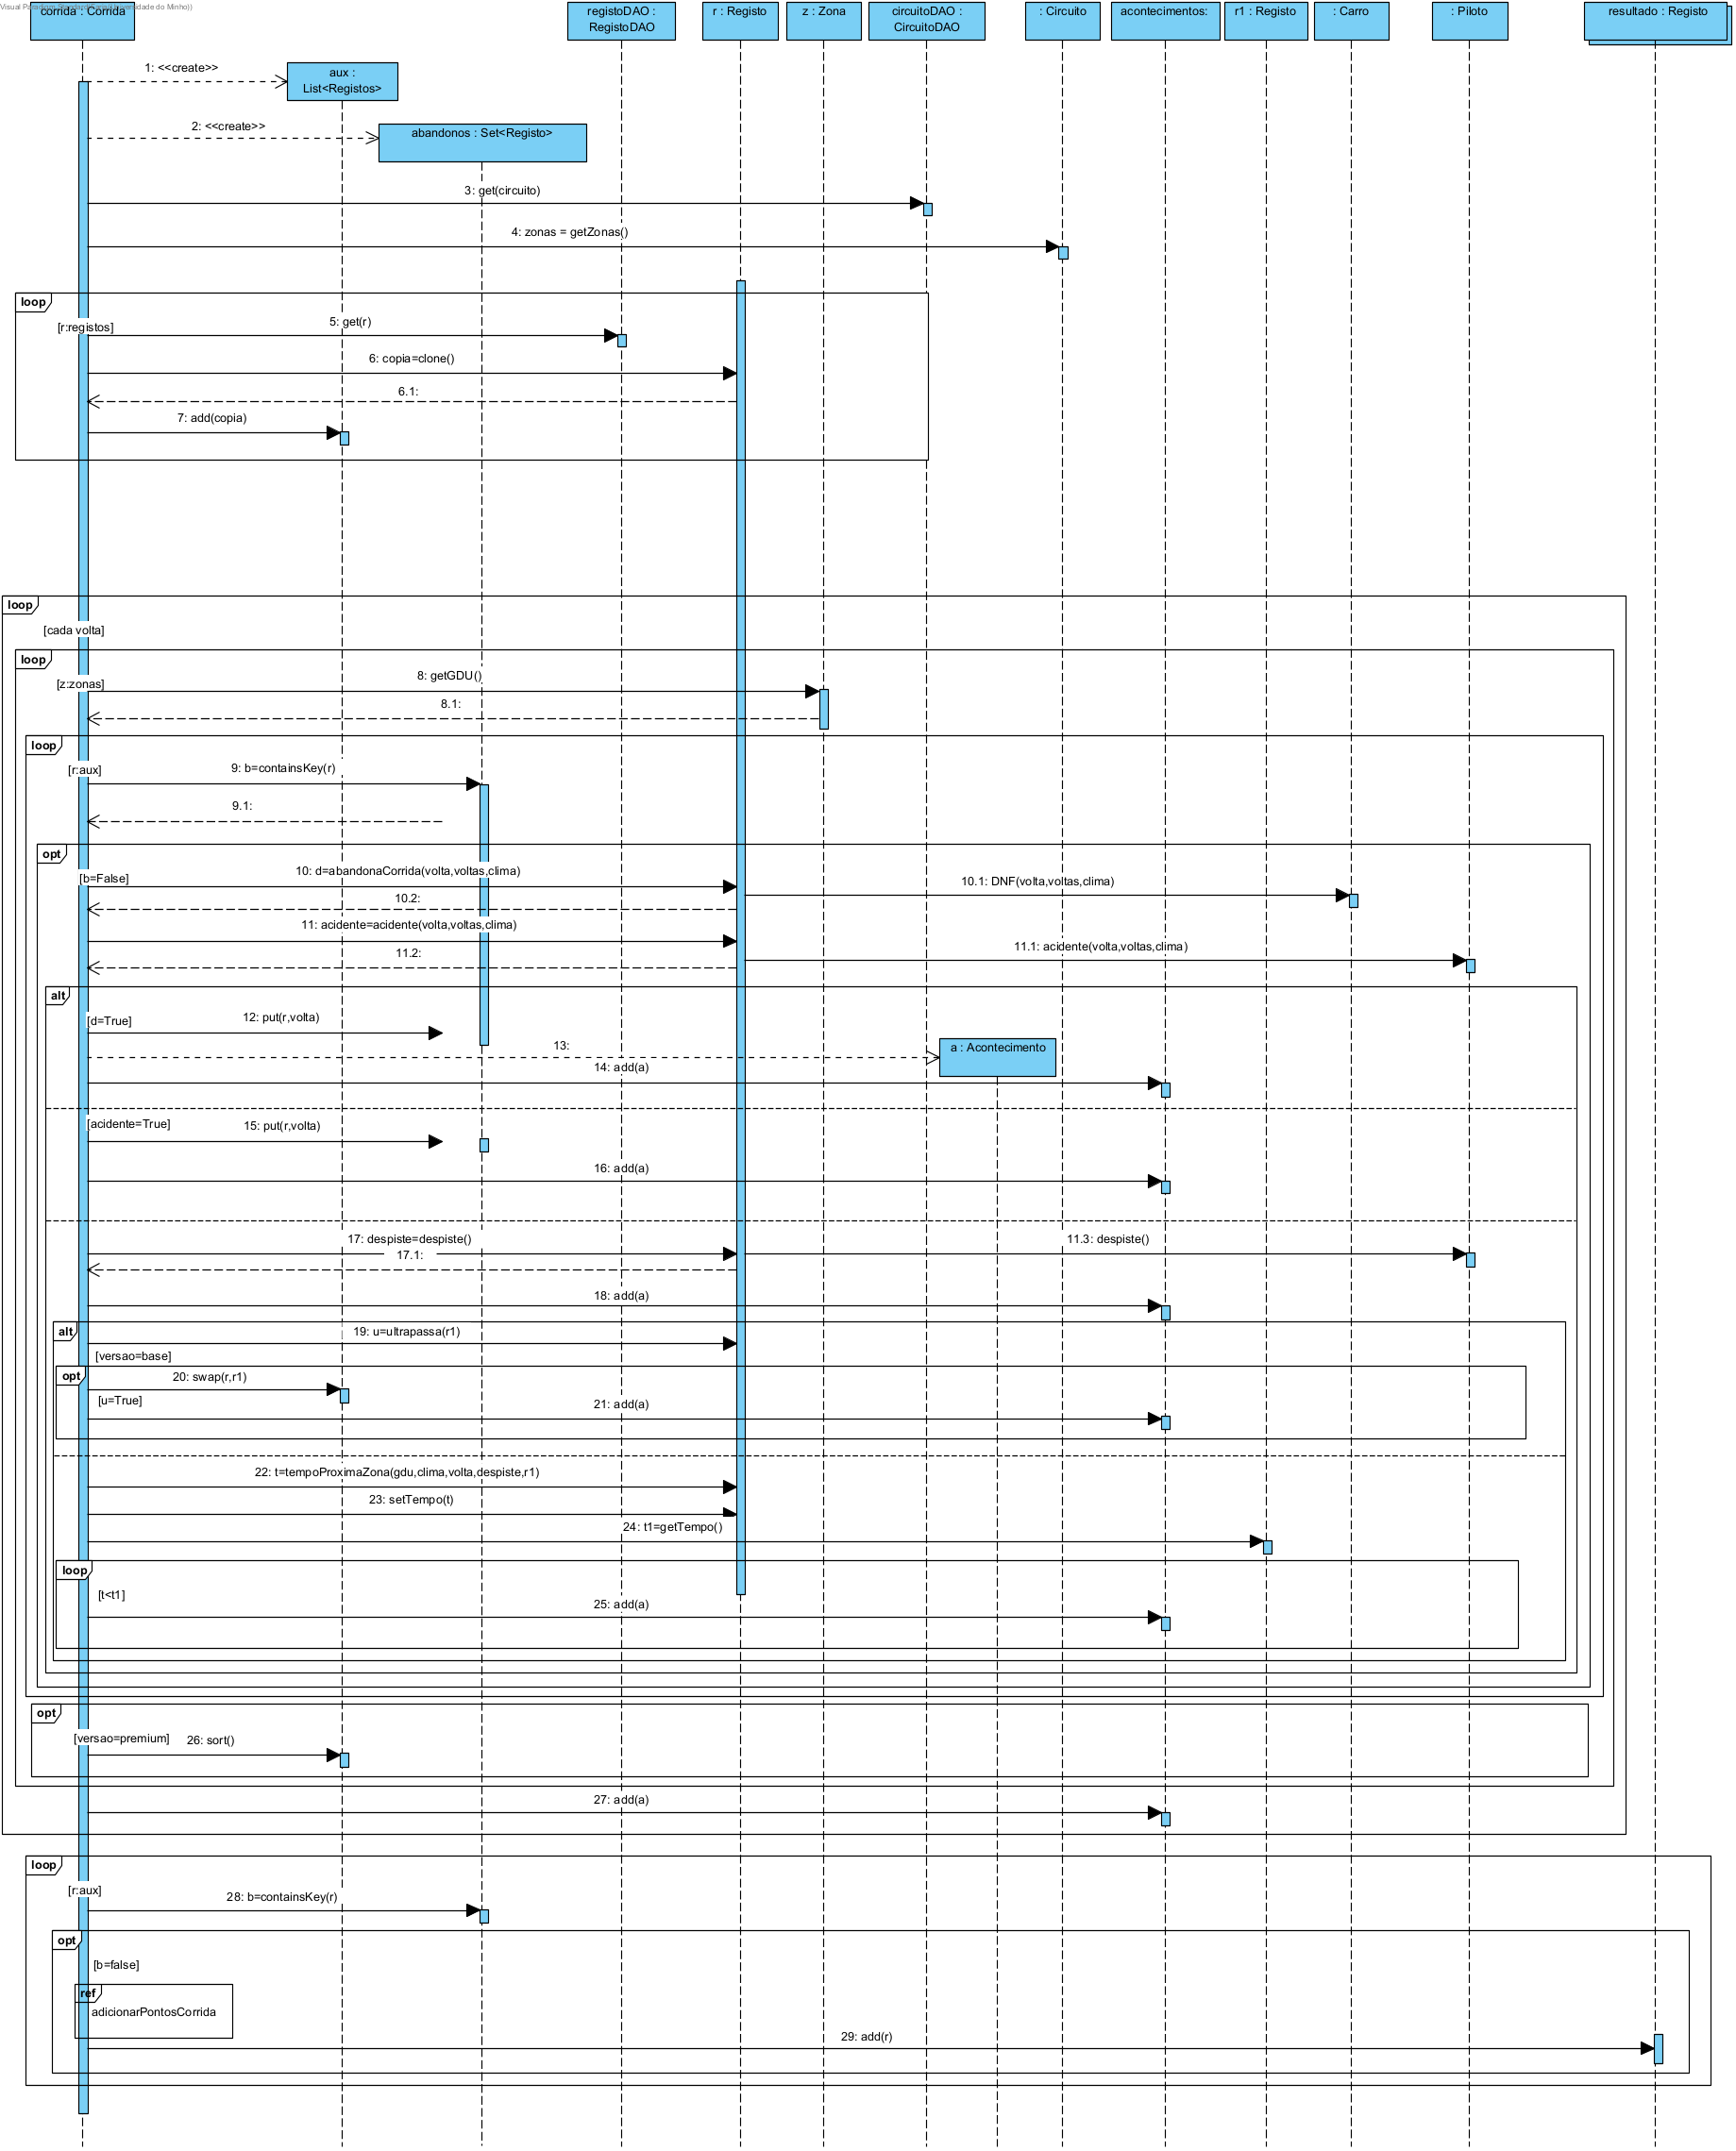 Visual Paradigm
Universidade do Minho))
corrida : Corrida
registoDAO :
RegistoDAO
r : Registo
z : Zona
circuitoDAO :
CircuitoDAO
: Circuito
acontecimentos:
r1 : Registo
: Carro
: Piloto
resultado : Registo
1: <<create>>
aux :
List<Registos>
2: <<create>>
abandonos : Set<Registo>
3: get(circuito)
4: zonas = getZonas()
loop
[r:registos]
5: get(r)
6: copia=clone()
6.1:
7: add(copia)
loop
[cada volta]
loop
[z:zonas]
8: getGDU()
8.1:
loop
[r:aux]
9: b=containsKey(r)
9.1:
opt
[b=False]
10: d=abandonaCorrida(volta,voltas,clima)
10.1: DNF(volta,voltas,clima)
10.2:
11: acidente=acidente(volta,voltas,clima)
11.1: acidente(volta,voltas,clima)
11.2:
alt
[d=True]
12: put(r,volta)
13:
a : Acontecimento
14: add(a)
[acidente=True]
15: put(r,volta)
16: add(a)
17: despiste=despiste()
11.3: despiste()
17.1:
18: add(a)
alt
19: u=ultrapassa(r1)
[versao=base]
opt
20: swap(r,r1)
[u=True]
21: add(a)
22: t=tempoProximaZona(gdu,clima,volta,despiste,r1)
23: setTempo(t)
24: t1=getTempo()
loop
[t<t1]
25: add(a)
opt
[versao=premium]
26: sort()
27: add(a)
loop
[r:aux]
28: b=containsKey(r)
opt
[b=false]
ref
adicionarPontosCorrida
29: add(r)